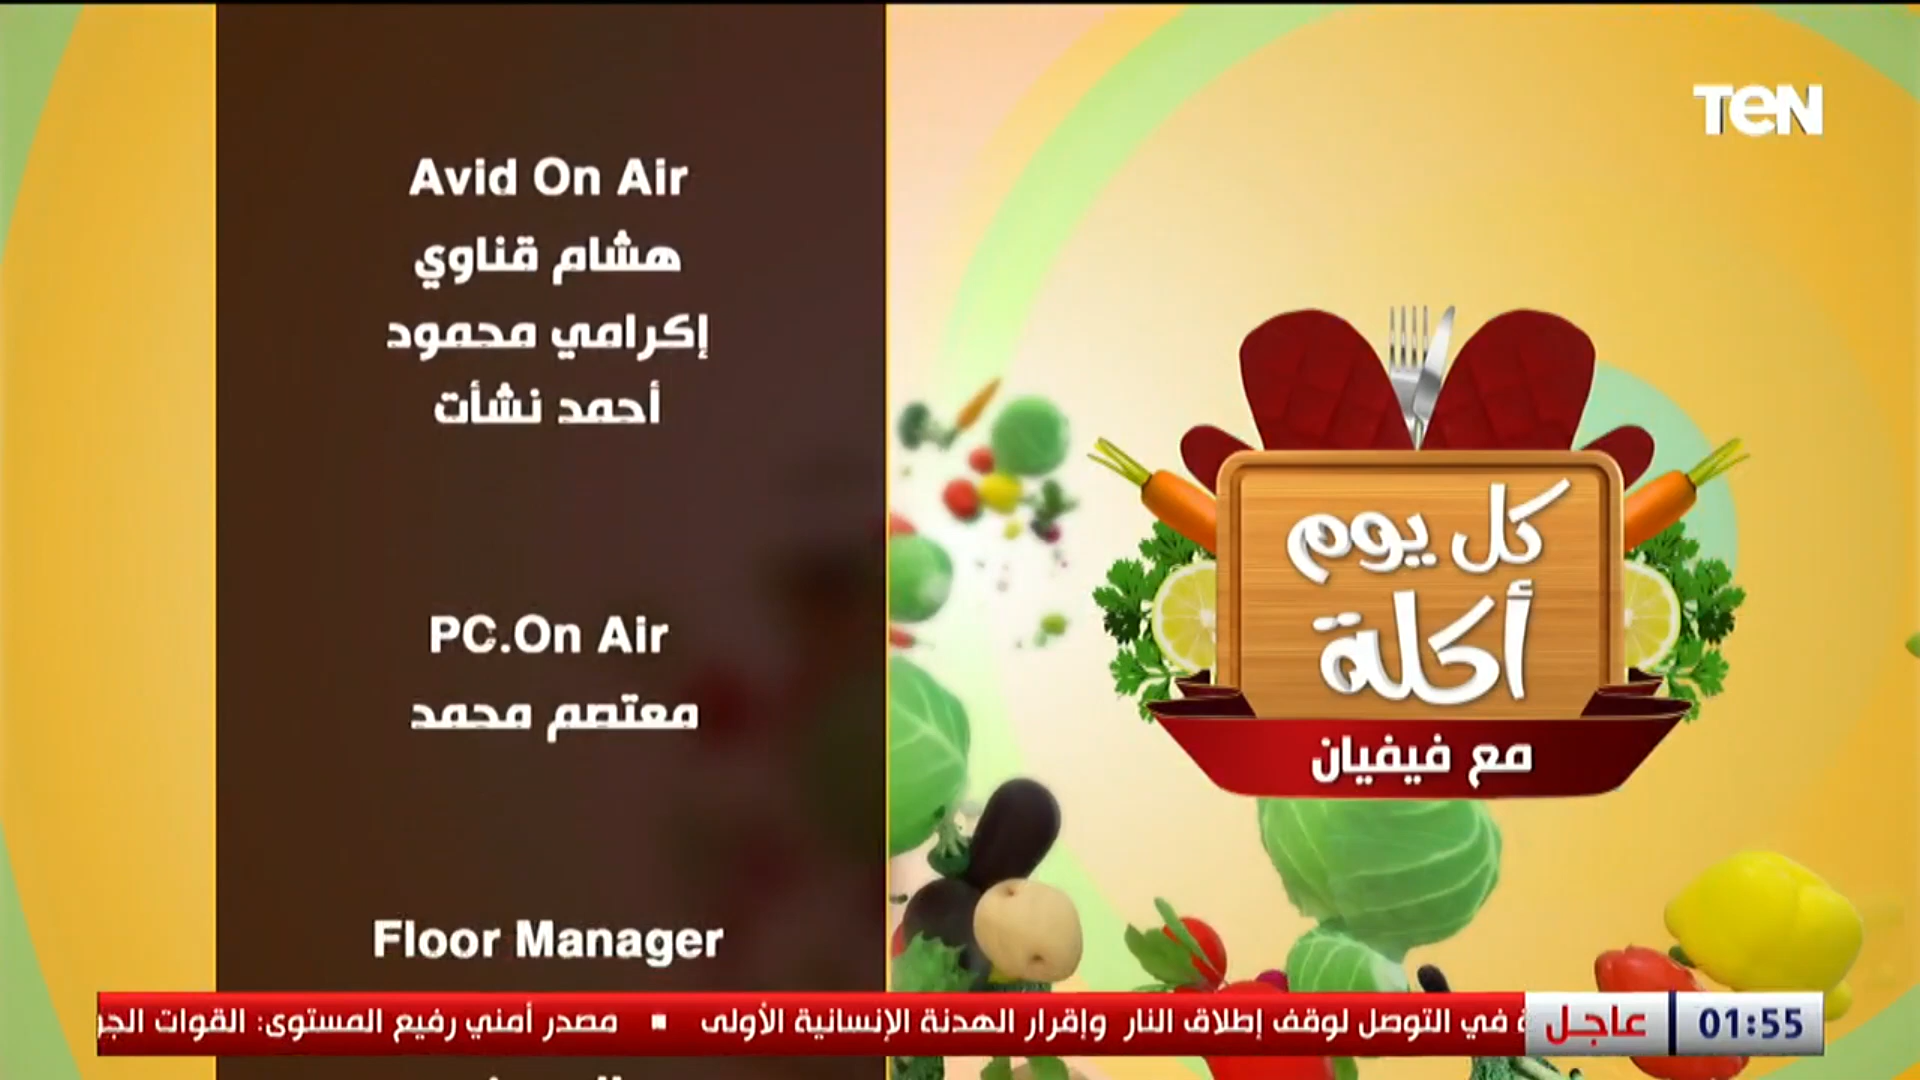 TEN
Avid On Air
هشام قناوي
إكرامي محمود
أحمد نشأت
PC.On Air
معتصم محمد
Floor Manager
كل يوم
أكلة
مع فيفيان
في التوصل لوقف إطلاق النار وإقرار الهدنة الإنسانية الأولى ■ مصدر أمني رفيع المستوى: القوات
عاجل
01:55